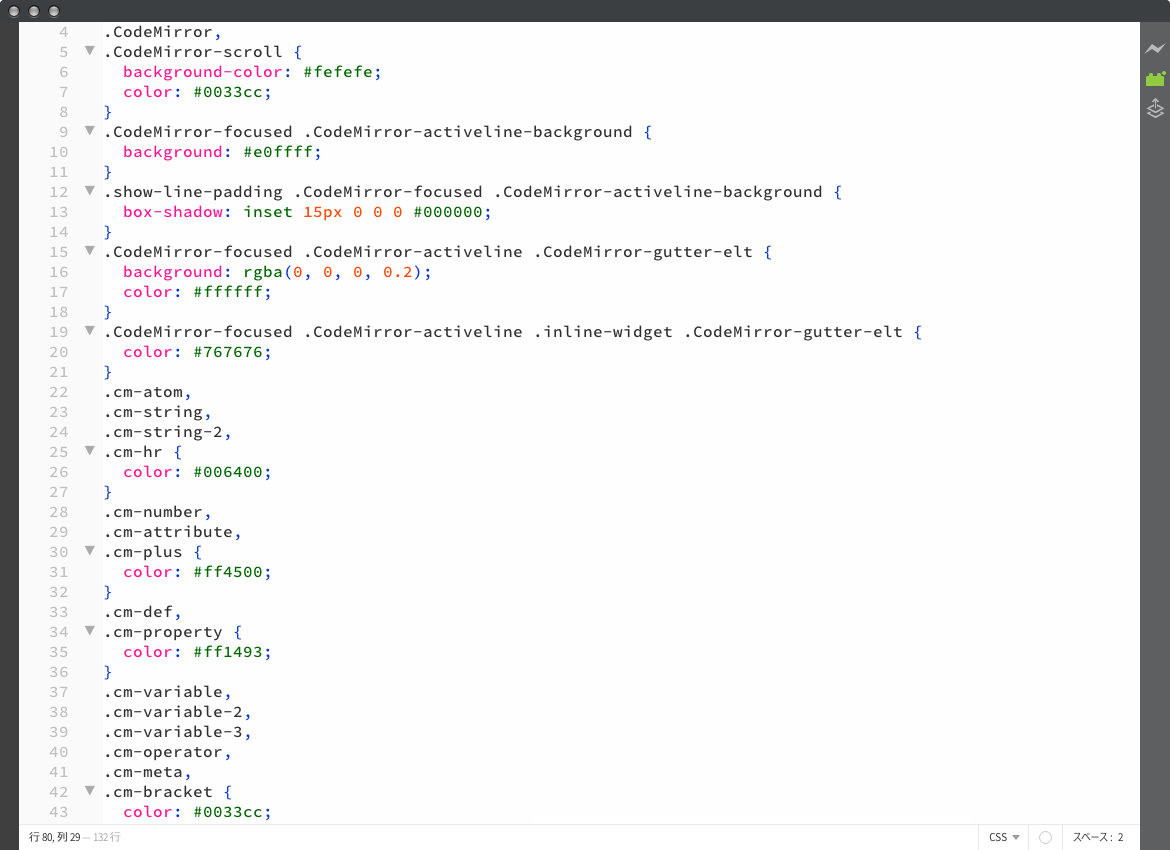 4 .CodeMirror,
5 ▼ .CodeMirror-scroll {
6   background-color: #fefefe;
7   color: #0033cc;
8 }
9 ▼ .CodeMirror-focused .CodeMirror-activeline-background {
10   background: #e0ffff;
11 }
12 ▼ .show-line-padding .CodeMirror-focused .CodeMirror-activeline-background {
13   box-shadow: inset 15px 0 0 0 #000000;
14 }
15 ▼ .CodeMirror-focused .CodeMirror-activeline .CodeMirror-gutter-elt {
16   background: rgba(0, 0, 0, 0.2);
17   color: #ffffff;
18 }
19 ▼ .CodeMirror-focused .CodeMirror-activeline .inline-widget .CodeMirror-gutter-elt {
20   color: #767676;
21 }
22 .cm-atom,
23 .cm-string,
24 .cm-string-2,
25 ▼ .cm-hr {
26   color: #006400;
27 }
28 .cm-number,
29 .cm-attribute,
30 ▼ .cm-plus {
31   color: #ff4500;
32 }
33 .cm-def,
34 ▼ .cm-property {
35   color: #ff1493;
36 }
37 .cm-variable,
38 .cm-variable-2,
39 .cm-variable-3,
40 .cm-operator,
41 .cm-meta,
42 ▼ .cm-bracket {
43   color: #0033cc;
行 80, 列 29 — 132 行 CSS ▼ スペース: 2